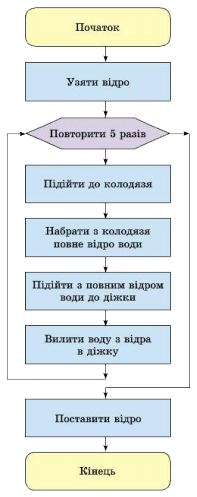 Початок
Узяти відро
Повторити 5 разів
Підійти до колодязя
Набрати з колодязя
повне відро води
Підійти з повним відром
води до діжки
Вилити воду з відра
в діжку
Поставити відро
Кінець